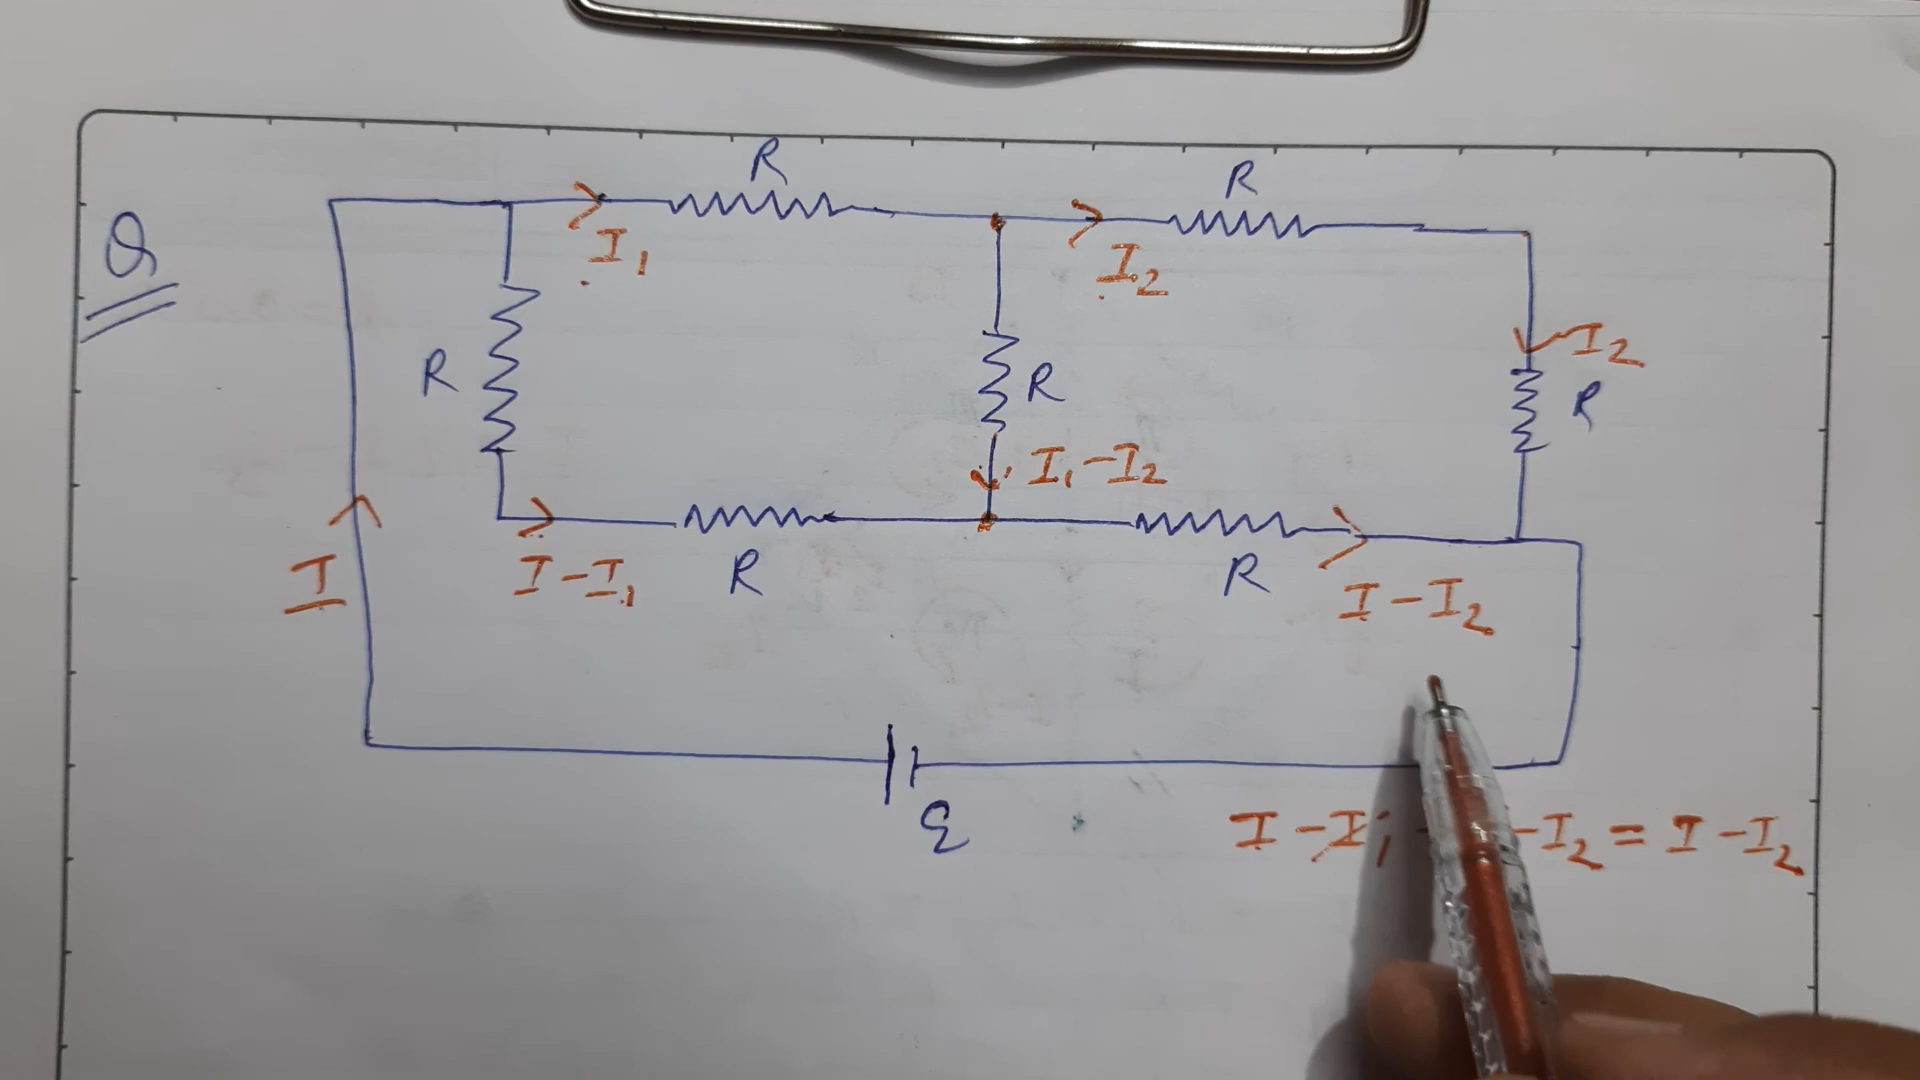 Q
R
R
I₁
I₂
I₂
R
R
R
I₁-I₂
I
I-I₁
R
R
I-I₂
ε
I-I₁ -I₂ = I-I₂